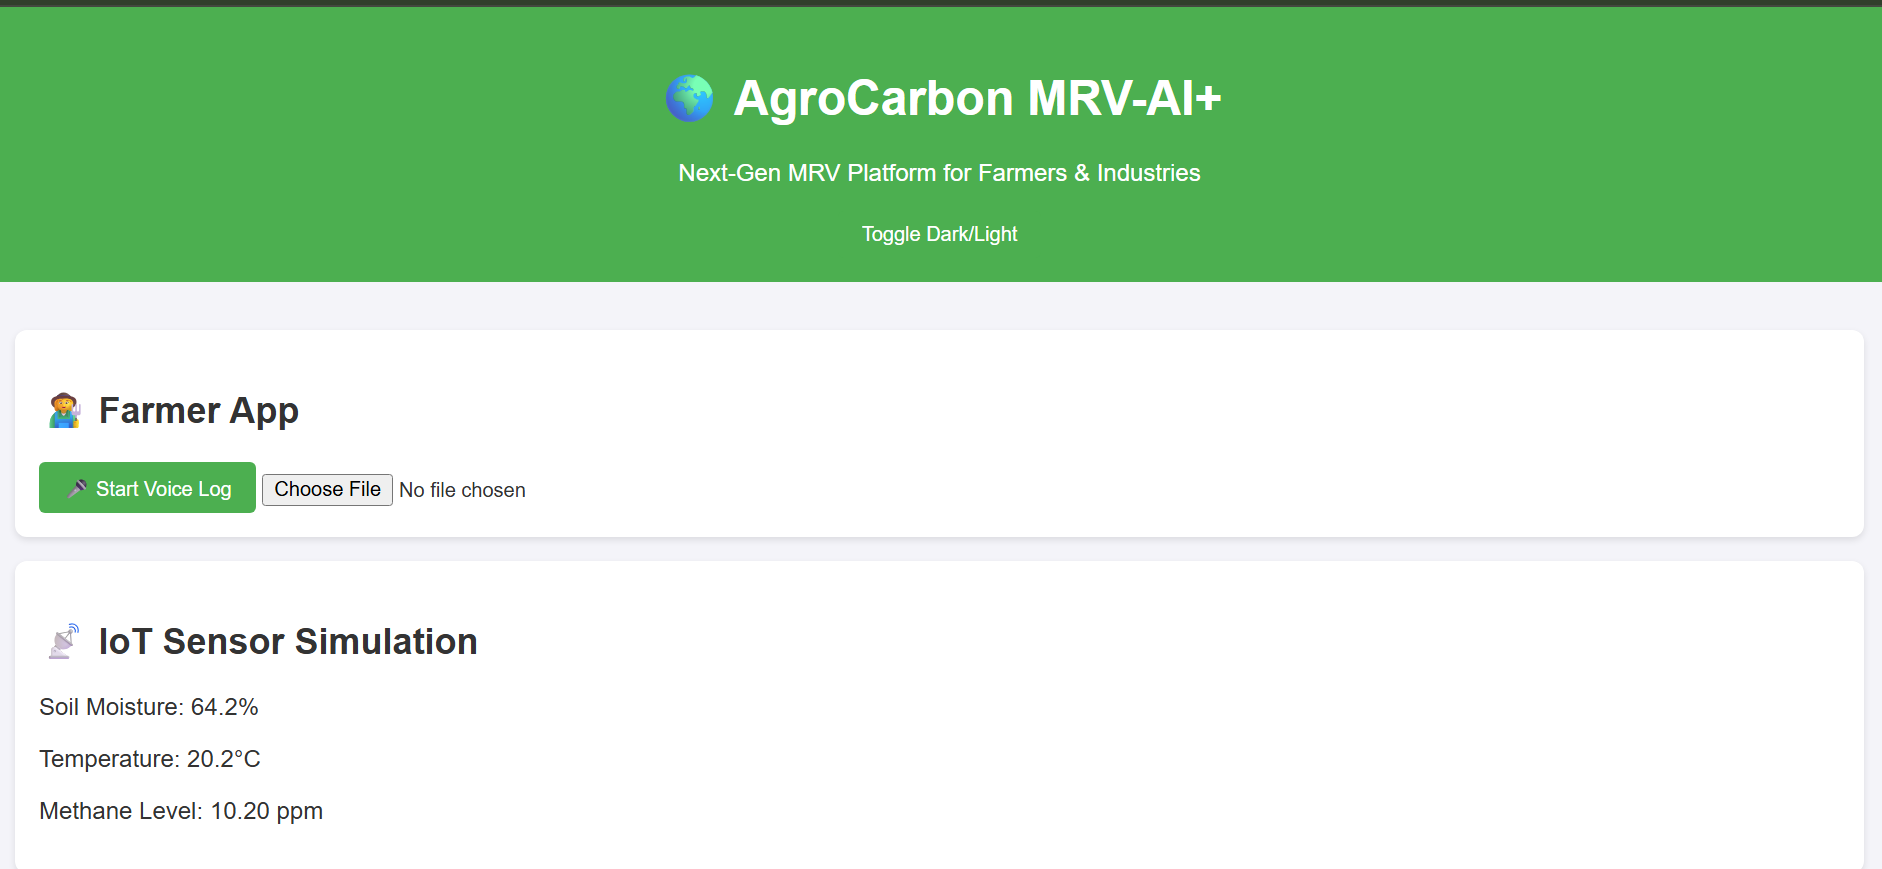 🌍 AgroCarbon MRV-AI+
Next-Gen MRV Platform for Farmers & Industries
Toggle Dark/Light
🧑‍🌾 Farmer App
🎤 Start Voice Log Choose File No file chosen
📡 IoT Sensor Simulation
Soil Moisture: 64.2%
Temperature: 20.2°C
Methane Level: 10.20 ppm